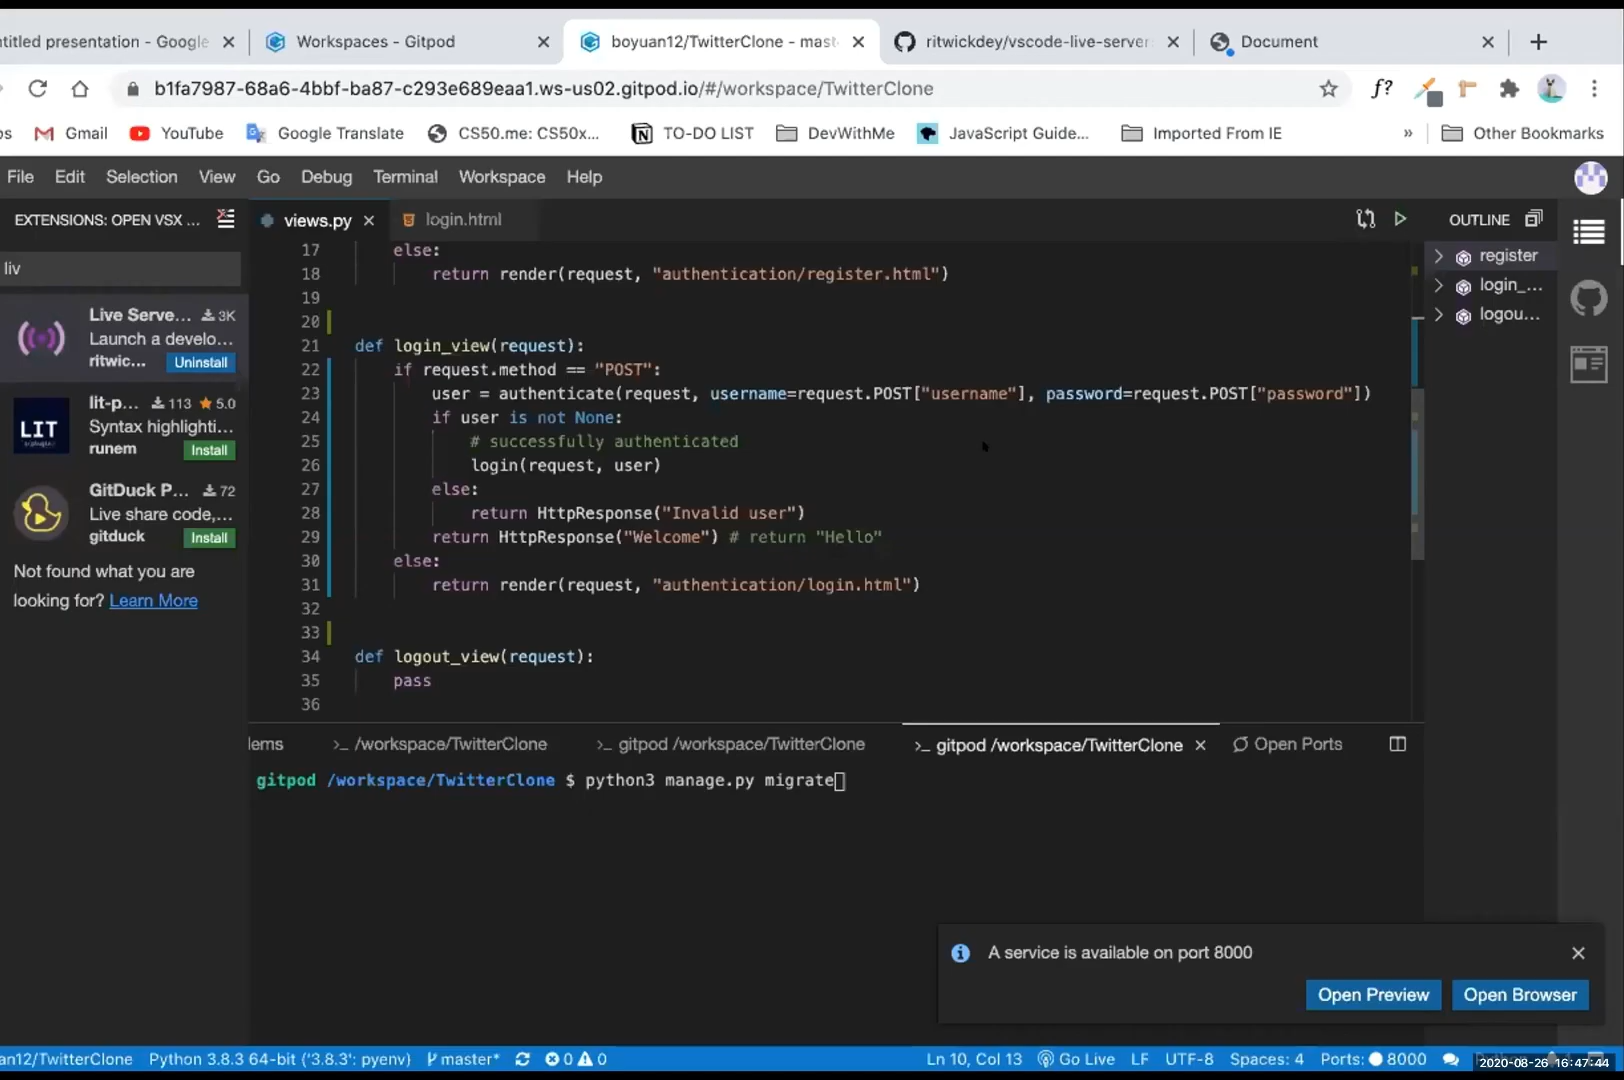 ntitled presentation - Google
Workspaces - Gitpod
boyuan12/TwitterClone - mast
ritwickdey/vscode-live-server:
Document
b1fa7987-68a6-4bbf-ba87-c293e689eaa1.ws-us02.gitpod.io/#/workspace/TwitterClone
f?
os
Gmail
YouTube
Google Translate
CS50.me: CS50x...
TO-DO LIST
DevWithMe
JavaScript Guide...
Imported From IE
»
Other Bookmarks
File Edit Selection View Go Debug Terminal Workspace Help
EXTENSIONS: OPEN VSX ...
views.py
login.html
OUTLINE
liv
Live Serve... 3K
Launch a develo...
ritwic... Uninstall
LIT
lit-p... 113 ★ 5.0
Syntax highlighti...
runem Install
GitDuck P... 72
Live share code,...
gitduck Install
Not found what you are
looking for? Learn More
17 else:
18 return render(request, "authentication/register.html")
19
20
21 def login_view(request):
22 if request.method == "POST":
23 user = authenticate(request, username=request.POST["username"], password=request.POST["password"])
24 if user is not None:
25 # successfully authenticated
26 login(request, user)
27 else:
28 return HttpResponse("Invalid user")
29 return HttpResponse("Welcome") # return "Hello"
30 else:
31 return render(request, "authentication/login.html")
32
33
34 def logout_view(request):
35 pass
36
register
login_...
logou...
lems
>_ /workspace/TwitterClone
>_ gitpod /workspace/TwitterClone
>_ gitpod /workspace/TwitterClone
Open Ports
gitpod /workspace/TwitterClone $ python3 manage.py migrate
A service is available on port 8000
Open Preview
Open Browser
an12/TwitterClone Python 3.8.3 64-bit ('3.8.3': pyenv) master* 0 0 Ln 10, Col 13 Go Live LF UTF-8 Spaces: 4 Ports: 8000
2020-08-26 16:47:44